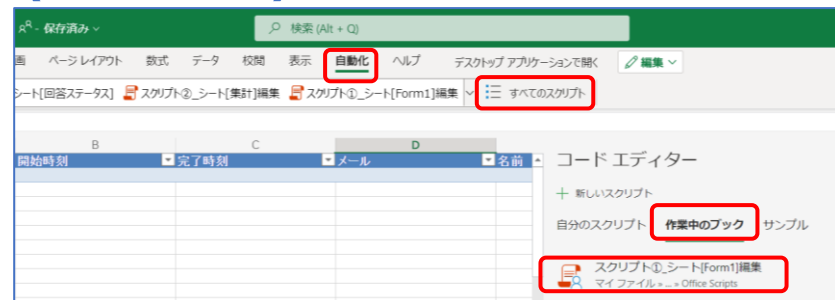 - 保存済み
検索 (Alt + Q)
画 ページ レイアウト 数式 データ 校閲 表示 自動化 ヘルプ デスクトップ アプリケーションで開く 編集
シート[回答ステータス] スクリプト②_シート[集計]編集 スクリプト①_シート[Form1]編集 すべてのスクリプト
B C D
開始時刻 完了時刻 メール 名前
コード エディター
新しいスクリプト
自分のスクリプト 作業中のブック サンプル
スクリプト①_シート[Form1]編集
マイ ファイル » ... » Office Scripts